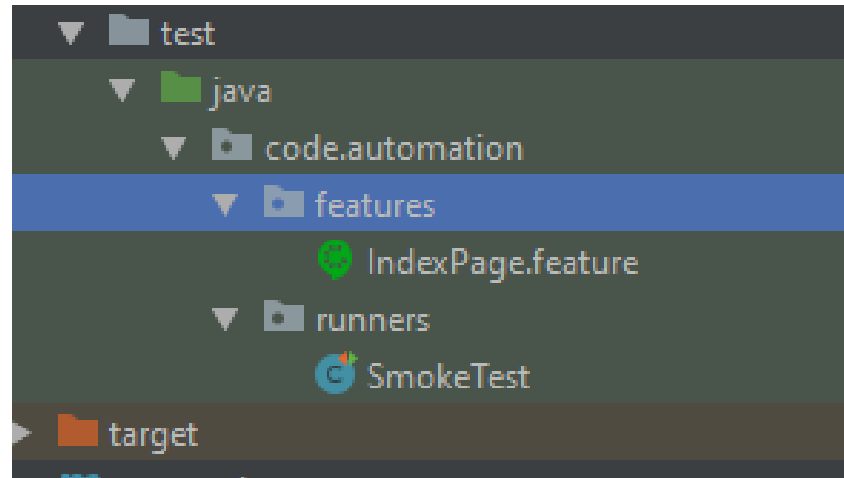 test
java
code.automation
features
IndexPage.feature
runners
SmokeTest
target